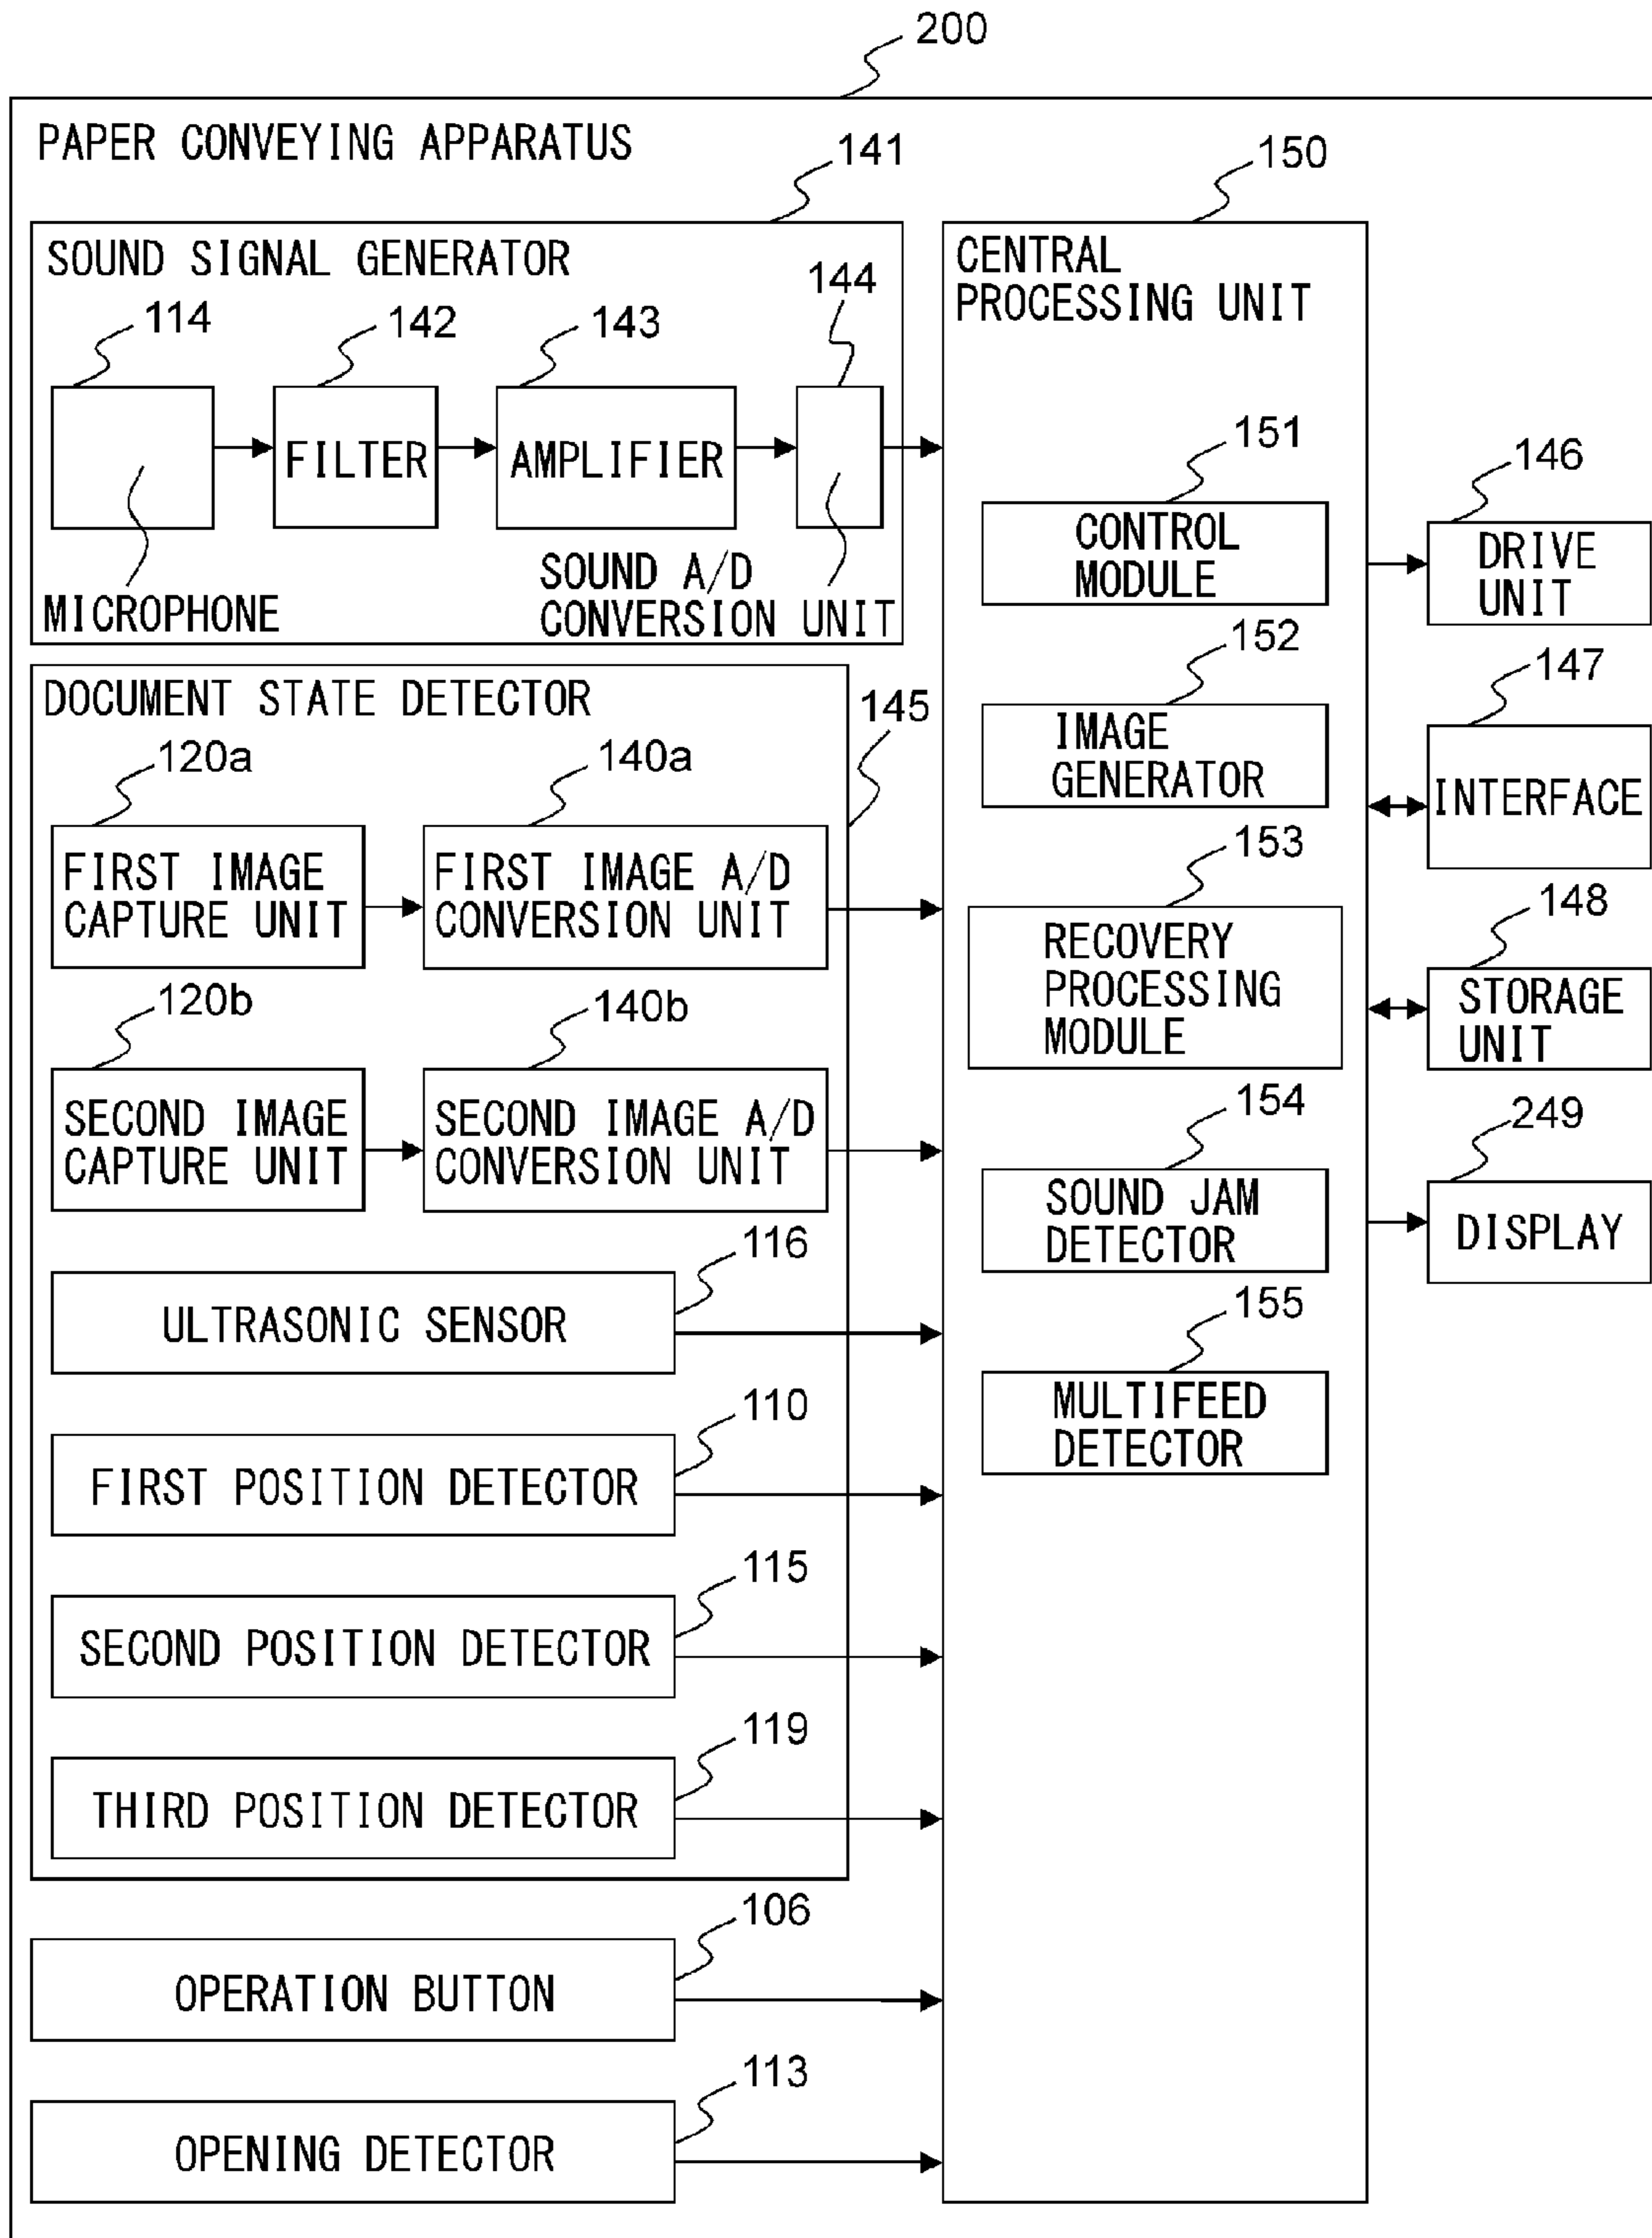 200
PAPER CONVEYING APPARATUS
141
150
SOUND SIGNAL GENERATOR
CENTRAL
PROCESSING UNIT
144
114
142
143
FILTER
AMPLIFIER
MICROPHONE
SOUND A/D
CONVERSION UNIT
151
CONTROL
MODULE
146
DRIVE
UNIT
152
IMAGE
GENERATOR
147
INTERFACE
DOCUMENT STATE DETECTOR
145
120a
140a
FIRST IMAGE
CAPTURE UNIT
FIRST IMAGE A/D
CONVERSION UNIT
153
RECOVERY
PROCESSING
MODULE
148
STORAGE
UNIT
120b
140b
SECOND IMAGE
CAPTURE UNIT
SECOND IMAGE A/D
CONVERSION UNIT
154
SOUND JAM
DETECTOR
249
DISPLAY
116
ULTRASONIC SENSOR
155
MULTIFEED
DETECTOR
110
FIRST POSITION DETECTOR
115
SECOND POSITION DETECTOR
119
THIRD POSITION DETECTOR
106
OPERATION BUTTON
113
OPENING DETECTOR